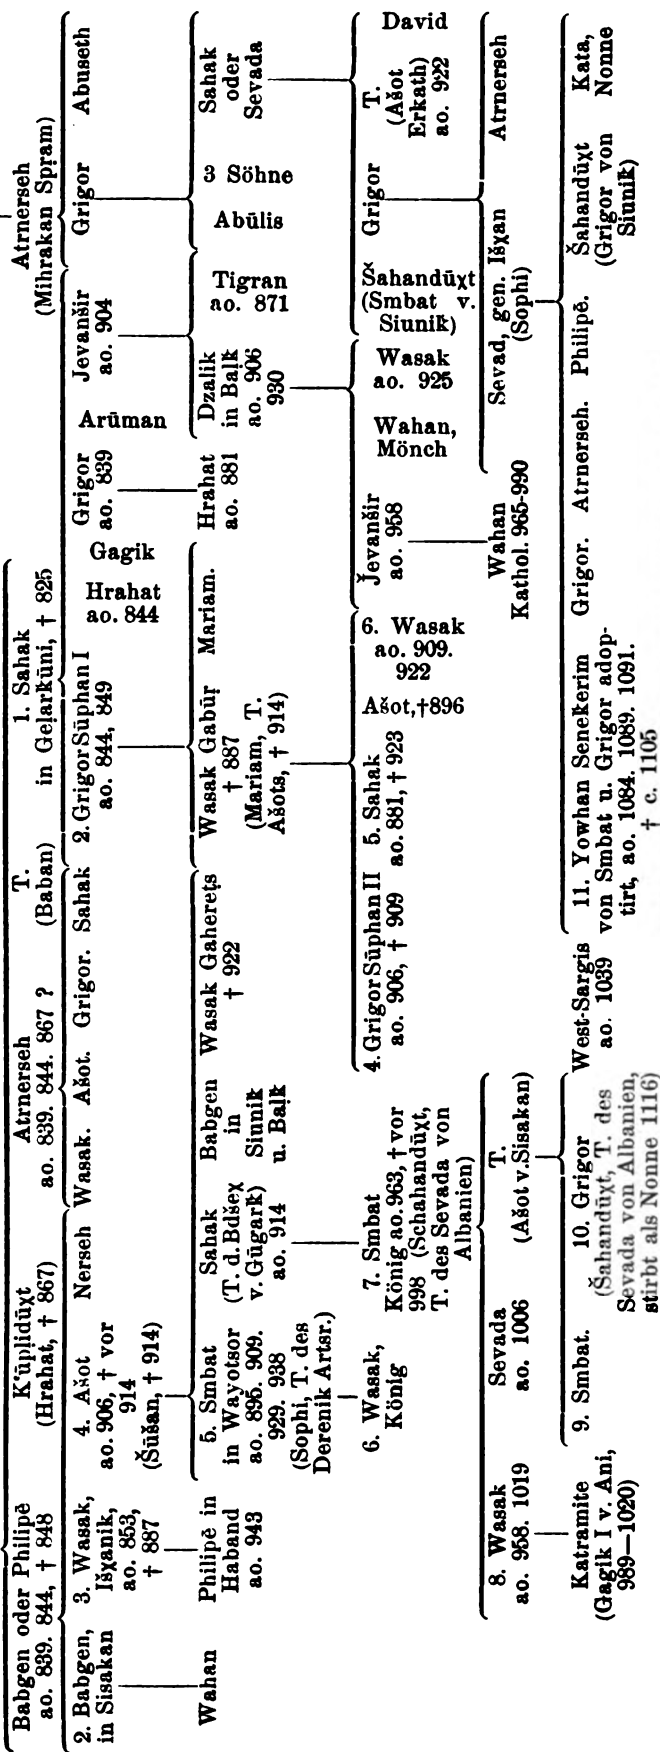 Babgen oder Philipē
ao. 839. 844, † 848
K'ūplidūχt
(Hrahat, † 867)
Atrnerseh
ao. 839. 844. 867 ?
T.
(Baban)
1. Sahak
in Geļarkūni, † 825
Atrnerseh
(Mihrakan Spṛam)
2. Babgen,
in Sisakan
3. Wasak,
Išχanik,
ao. 853,
† 887
4. Ašot
ao. 906, † vor
914
(Šūšan, † 914)
Nerseh
Wasak.
Ašot.
Grigor.
Sahak
2. Grigor Sūphan I
ao. 844, 849
Hrahat
ao. 844
Gagik
Grigor
ao. 839
Arūman
Jevanšir
ao. 904
Grigor
Abuseth
Wahan
Philipē in
Haband
ao. 943
5. Smbat
in Wayotsor
ao. 895. 909.
929. 938
(Sophi, T. des
Derenik Artsr.)
Sahak
(T. d. Bdšeχ
v. Gūgark)
ao. 914
Babgen
in
Siunik
u. Baļk
Wasak Gaherets
† 922
Wasak Gabūṛ
† 887
(Mariam, T.
Ašots, † 914)
Mariam.
Hrahat
ao. 881
Dzalik
in Baļk
ao. 906
930
Tigran
ao. 871
Abūlis
3 Söhne
Sahak
oder
Sevada
6. Wasak,
König
7. Smbat
König ao. 963, † vor
998 (Schahandūχt,
T. des Sevada von
Albanien)
4. Grigor Sūphan II
ao. 906, † 909
5. Sahak
ao. 881, † 923
Ašot, †896
6. Wasak
ao. 909.
922
Jevanšir
ao. 958
Wahan,
Mönch
Wasak
ao. 925
Šahandūχt
(Smbat v.
Siunik)
Grigor
T.
(Ašot
Erkath)
ao. 922
David
8. Wasak
ao. 958. 1019
Sevada
ao. 1006
T.
(Ašot v. Sisakan)
Wahan
Kathol. 965-990
Sevad, gen. Išχan
(Sophi)
Atrnerseh
Katramite
(Gagik I v. Ani,
989—1020)
9. Smbat.
10. Grigor
(Šahandūχt, T. des
Sevada von Albanien,
stirbt als Nonne 1116)
West-Sargis
ao. 1039
11. Yowhan Senekerim
von Smbat u. Grigor adop-
tirt, ao. 1084. 1089. 1091.
† c. 1105
Grigor.
Atrnerseh.
Philipē.
Šahandūχt
(Grigor von
Siunik)
Kata,
Nonne